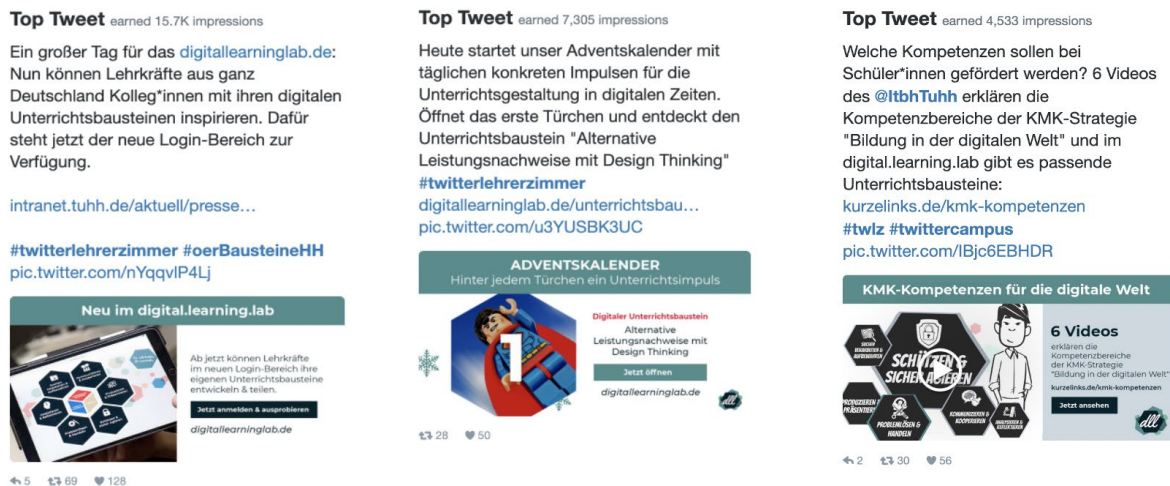 Top Tweet earned 15.7K impressions
Ein großer Tag für das digitallearninglab.de:
Nun können Lehrkräfte aus ganz
Deutschland Kolleg*innen mit ihren digitalen
Unterrichtsbausteinen inspirieren. Dafür
steht jetzt der neue Login-Bereich zur
Verfügung.
intranet.tuhh.de/aktuell/presse…
#twitterlehrerzimmer #oerBausteineHH
pic.twitter.com/nYqqvlP4Lj
Neu im digital.learning.lab
Ab jetzt können Lehrkräfte
im neuen Login-Bereich ihre
eigenen Unterrichtsbausteine
entwickeln & teilen.
Jetzt anmelden & ausprobieren
digitallearninglab.de
5 69 128
Top Tweet earned 7,305 impressions
Heute startet unser Adventskalender mit
täglichen konkreten Impulsen für die
Unterrichtsgestaltung in digitalen Zeiten.
Öffnet das erste Türchen und entdeckt den
Unterrichtsbaustein "Alternative
Leistungsnachweise mit Design Thinking"
#twitterlehrerzimmer
digitallearninglab.de/unterrichtsbau…
pic.twitter.com/u3YUSBK3UC
ADVENTSKALENDER
Hinter jedem Türchen ein Unterrichtsimpuls
1
Digitaler Unterrichtsbaustein
Alternative
Leistungsnachweise mit
Design Thinking
Jetzt öffnen
digitallearninglab.de
dll
28 50
Top Tweet earned 4,533 impressions
Welche Kompetenzen sollen bei
Schüler*innen gefördert werden? 6 Videos
des @ItbhTuhh erklären die
Kompetenzbereiche der KMK-Strategie
"Bildung in der digitalen Welt" und im
digital.learning.lab gibt es passende
Unterrichtsbausteine:
kurzelinks.de/kmk-kompetenzen
#twlz #twittercampus
pic.twitter.com/lBjc6EBHDR
KMK-Kompetenzen für die digitale Welt
SUCHEN
VERARBEITEN &
AUFBEWAHREN
SCHÜTZEN &
SICHER AGIEREN
PRODUZIEREN
PRÄSENTIEREN
PROBLEMLÖSEN &
HANDELN
KOMMUNIZIEREN &
KOOPERIEREN
ANALYSIEREN &
REFLEKTIEREN
6 Videos
erklären die
Kompetenzbereiche
der KMK-Strategie
"Bildung in der digitalen Welt"
kurzelinks.de/kmk-kompetenzen
Jetzt ansehen
dll
2 30 56